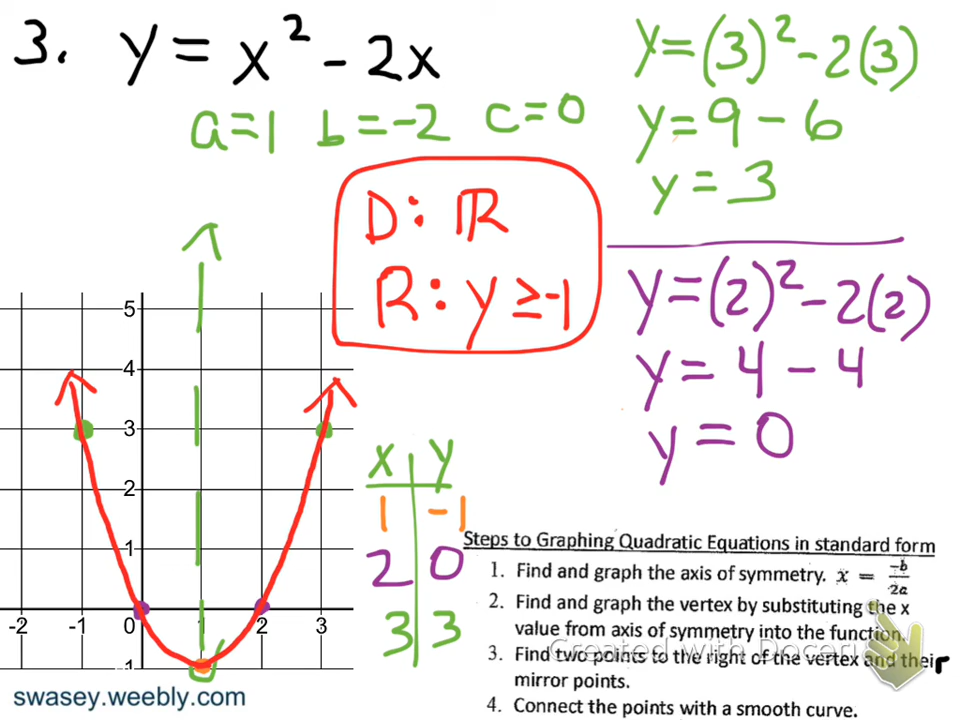 3. y = x² - 2x
a = 1 b = -2 c = 0
y = (3)² - 2(3)
y = 9 - 6
y = 3
D: ℝ
R: y ≥ -1
y = (2)² - 2(2)
y = 4 - 4
y = 0
5
4
3
2
1
-2 -1 0 1 2 3
-1
x y
1 -1
2 0
3 3
Steps to Graphing Quadratic Equations in standard form
1. Find and graph the axis of symmetry. x = -b/2a
2. Find and graph the vertex by substituting the x
value from axis of symmetry into the function.
3. Find two points to the right of the vertex and their
mirror points.
4. Connect the points with a smooth curve.
Created with Doceri
swasey.weebly.com